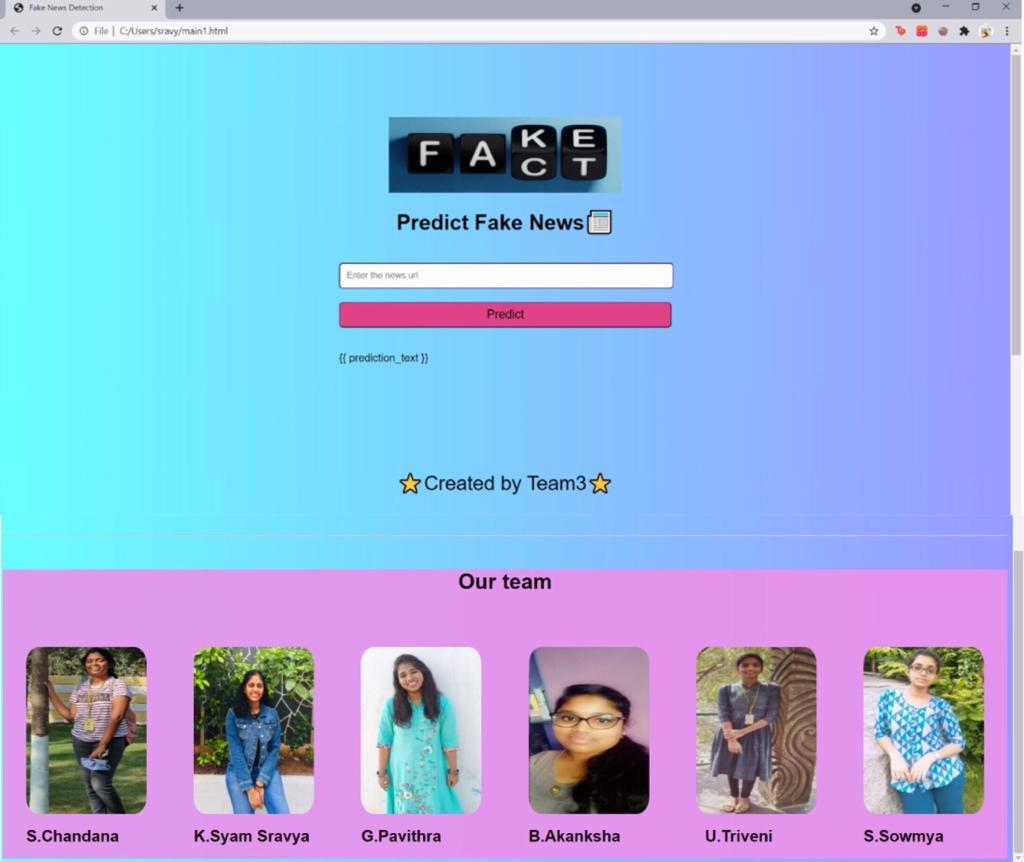 Fake News Detection
File | C:/Users/sravy/main1.html
FAKE
CT
Predict Fake News
Enter the news url
Predict
{{ prediction_text }}
Created by Team3
Our team
S.Chandana K.Syam Sravya G.Pavithra B.Akanksha U.Triveni S.Sowmya